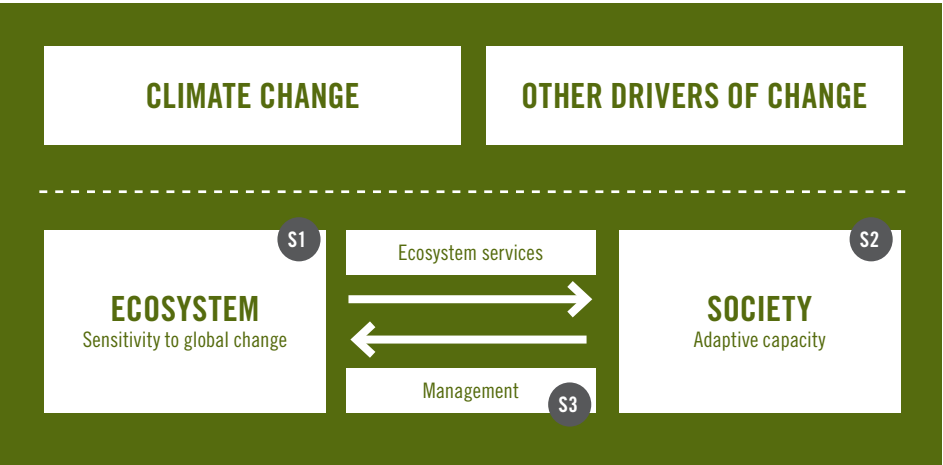 CLIMATE CHANGE
OTHER DRIVERS OF CHANGE
S1
ECOSYSTEM
Sensitivity to global change
Ecosystem services
Management
S3
S2
SOCIETY
Adaptive capacity